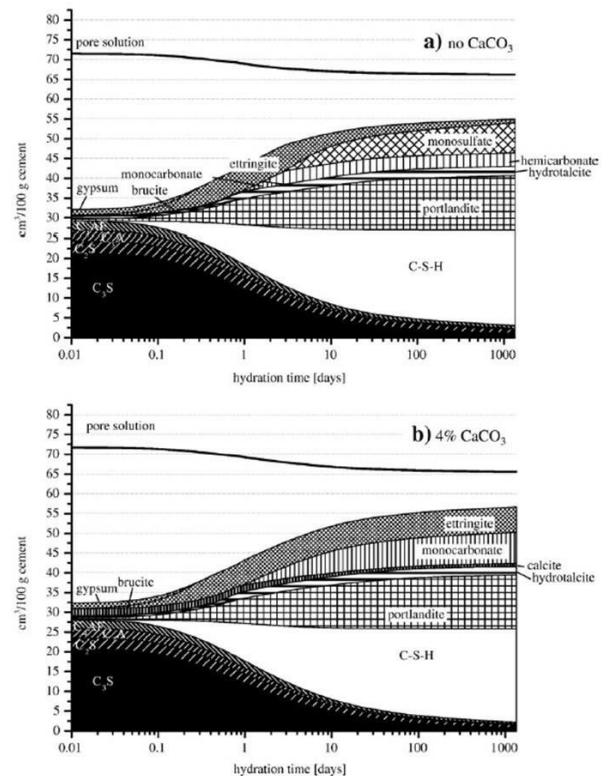 80
75
pore solution
a) no CaCO₃
70
65
60
55
ettringite
monosulfate
50
45
monocarbonate
hemicarbonate
40
brucite
hydrotalcite
gypsum
35
portlandite
30
C₃A
25
C₂S
C-S-H
20
15
C₃S
10
5
0
0.01 0.1 1 10 100 1000
hydration time [days]
cm³/100 g cement
80
75
pore solution
b) 4% CaCO₃
70
65
60
55
ettringite
50
45
monocarbonate
calcite
40
brucite
hydrotalcite
gypsum
35
portlandite
30
C₃A
25
C₂S
C-S-H
20
15
C₃S
10
5
0
0.01 0.1 1 10 100 1000
hydration time [days]
cm³/100 g cement